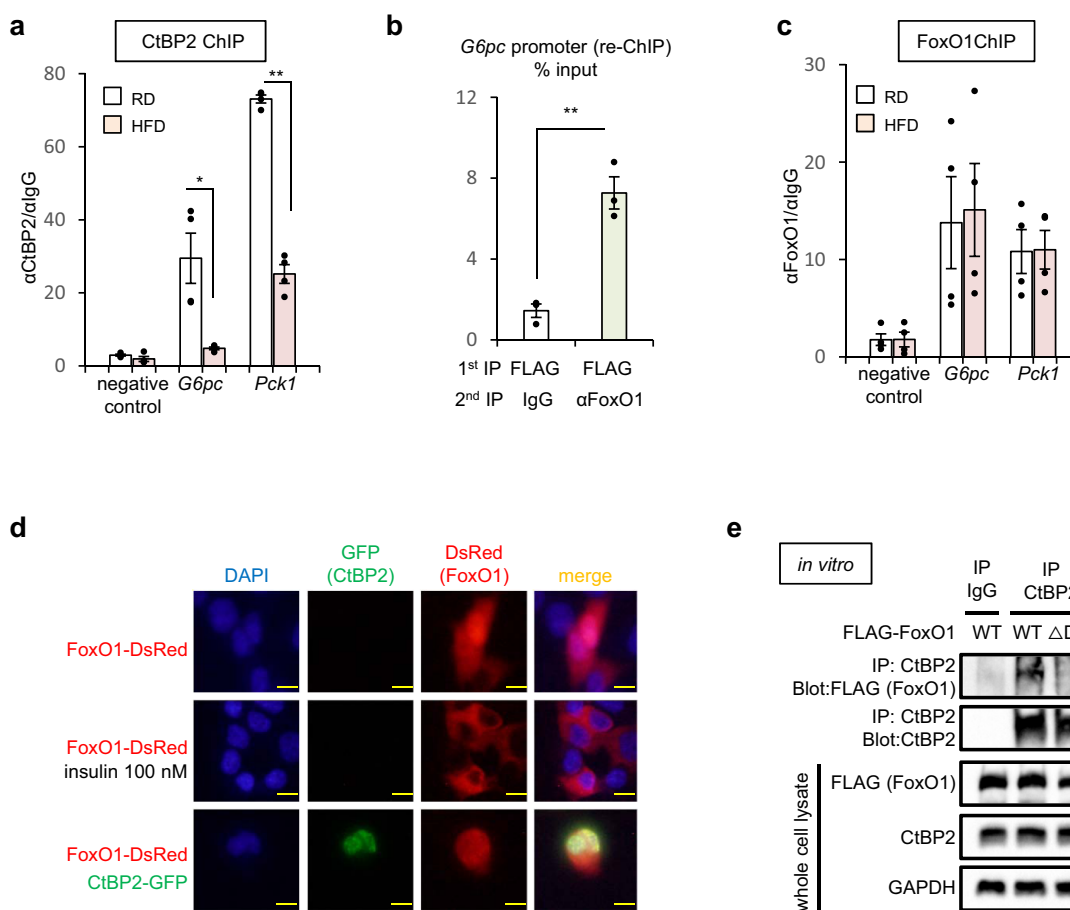 a
CtBP2 ChIP
80
60
40
20
0
αCtBP2/αIgG
RD
HFD
*
**
negative
control
G6pc
Pck1
b
G6pc promoter (re-ChIP)
% input
12
8
4
0
**
1st IP FLAG FLAG
2nd IP IgG αFoxO1
c
FoxO1ChIP
30
20
10
0
αFoxO1/αIgG
RD
HFD
negative
control
G6pc
Pck1
d
DAPI
GFP
(CtBP2)
DsRed
(FoxO1)
merge
FoxO1-DsRed
FoxO1-DsRed
insulin 100 nM
FoxO1-DsRed
CtBP2-GFP
e
in vitro
IP
IgG
IP
CtBP2
FLAG-FoxO1 WT WT △D
IP: CtBP2
Blot:FLAG (FoxO1)
IP: CtBP2
Blot:CtBP2
whole cell lysate
FLAG (FoxO1)
CtBP2
GAPDH